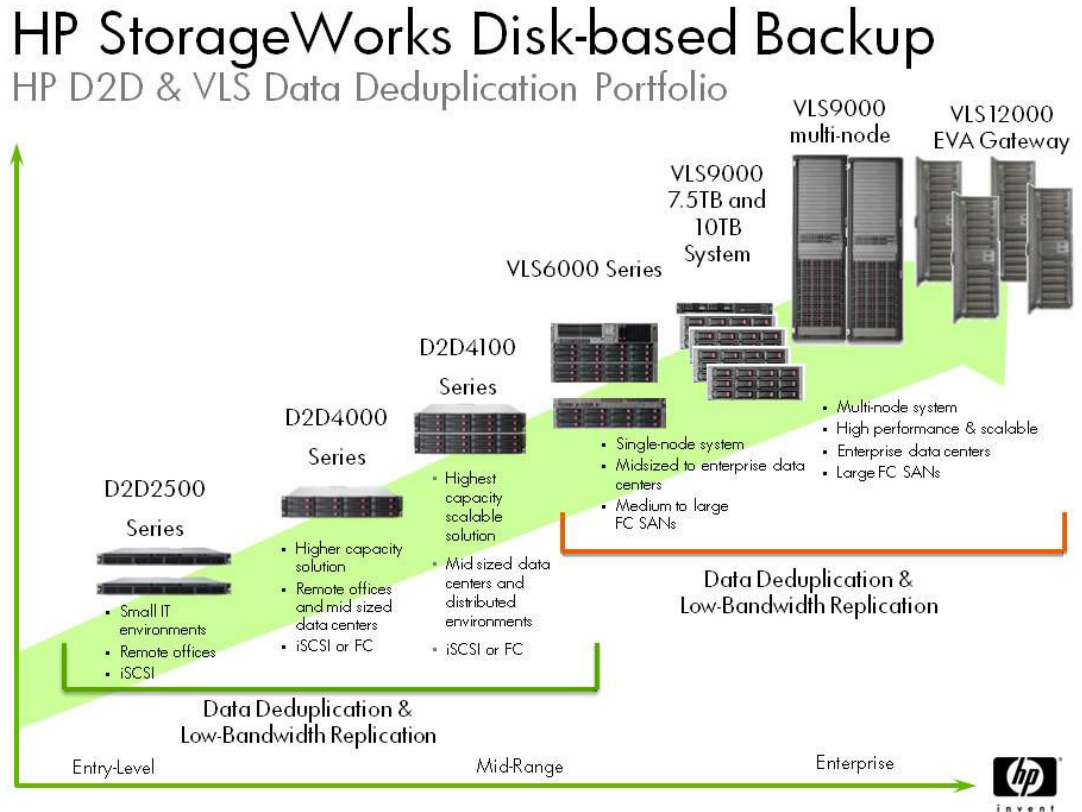 HP StorageWorks Disk-based Backup
HP D2D & VLS Data Deduplication Portfolio
VLS9000
multi-node
VLS12000
EVA Gateway
VLS9000
7.5TB and
10TB
System
VLS6000 Series
D2D4100
Series
D2D4000
Series
D2D2500
Series
• Small IT
environments
• Remote offices
• iSCSI
• Higher capacity
solution
• Remote offices
and mid sized
data centers
• iSCSI or FC
• Highest
capacity
scalable
solution
• Mid sized data
centers and
distributed
environments
• iSCSI or FC
• Single-node system
• Midsized to enterprise data
centers
• Medium to large
FC SANs
• Multi-node system
• High performance & scalable
• Enterprise data centers
• Large FC SANs
Data Deduplication &
Low-Bandwidth Replication
Data Deduplication &
Low-Bandwidth Replication
Entry-Level
Mid-Range
Enterprise
hp
invent